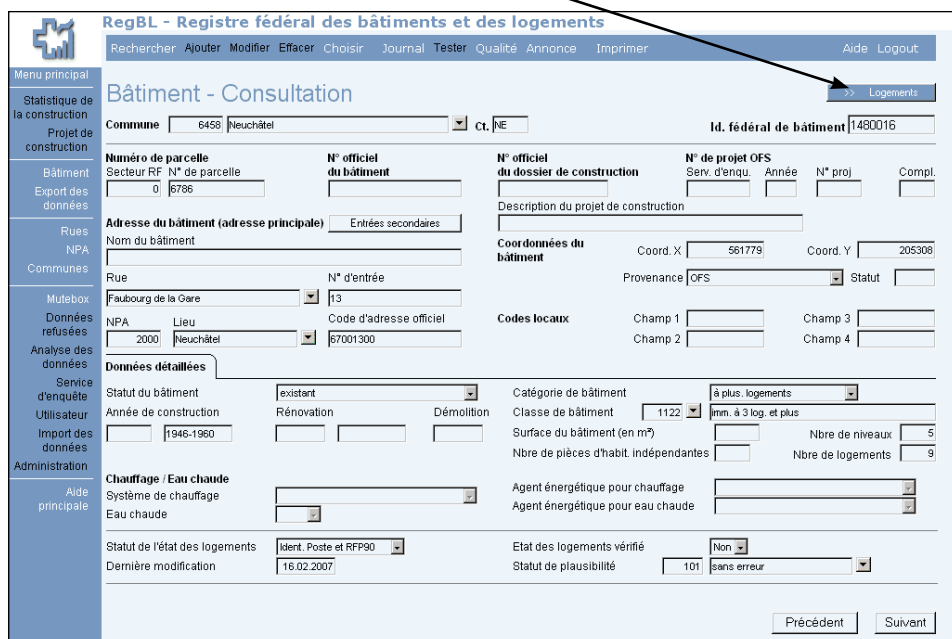 RegBL - Registre fédéral des bâtiments et des logements
Rechercher Ajouter Modifier Effacer Choisir Journal Tester Qualité Annonce Imprimer Aide Logout
Menu principal
Statistique de
la construction
Projet de
construction
Bâtiment
Export des
données
Rues
NPA
Communes
Mutebox
Données
refusées
Analyse des
données
Service
d'enquête
Utilisateur
Import des
données
Administration
Aide
principale
Bâtiment - Consultation
>> Logements
Commune 6458 Neuchâtel Ct. NE Id. fédéral de bâtiment 1480016
Numéro de parcelle N° officiel N° officiel N° de projet OFS
Secteur RF N° de parcelle du bâtiment du dossier de construction Serv. d'enqu. Année N° proj Compl.
0 6786
Description du projet de construction
Adresse du bâtiment (adresse principale) Entrées secondaires
Nom du bâtiment
Coordonnées du
bâtiment Coord. X 561779 Coord. Y 205308
Rue N° d'entrée
Provenance OFS Statut
Faubourg de la Gare 13
NPA Lieu Code d'adresse officiel
2000 Neuchâtel 67001300
Codes locaux Champ 1 Champ 3
Champ 2 Champ 4
Données détaillées
Statut du bâtiment existant Catégorie de bâtiment à plus. logements
Année de construction Rénovation Démolition Classe de bâtiment 1122 imm. à 3 log. et plus
1946-1960
Surface du bâtiment (en m²) Nbre de niveaux 5
Nbre de pièces d'habit. indépendantes Nbre de logements 9
Chauffage / Eau chaude
Système de chauffage Agent énergétique pour chauffage
Eau chaude Agent énergétique pour eau chaude
Statut de l'état des logements Ident. Poste et RFP90 Etat des logements vérifié Non
Dernière modification 16.02.2007 Statut de plausibilité 101 sans erreur
Précédent Suivant